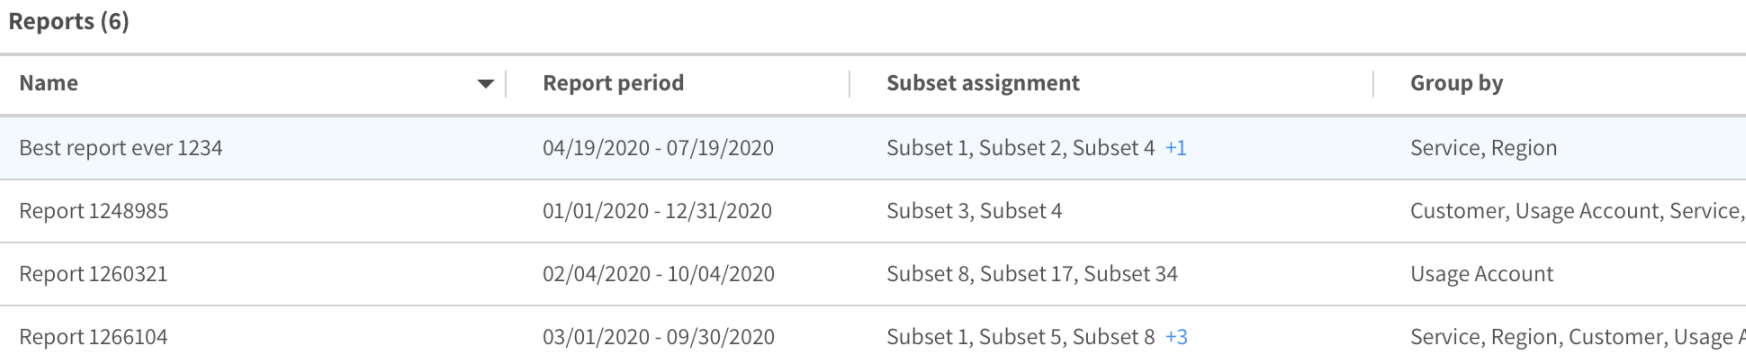 Reports (6)
Name Report period Subset assignment Group by
Best report ever 1234 04/19/2020 - 07/19/2020 Subset 1, Subset 2, Subset 4 +1 Service, Region
Report 1248985 01/01/2020 - 12/31/2020 Subset 3, Subset 4 Customer, Usage Account, Service,
Report 1260321 02/04/2020 - 10/04/2020 Subset 8, Subset 17, Subset 34 Usage Account
Report 1266104 03/01/2020 - 09/30/2020 Subset 1, Subset 5, Subset 8 +3 Service, Region, Customer, Usage